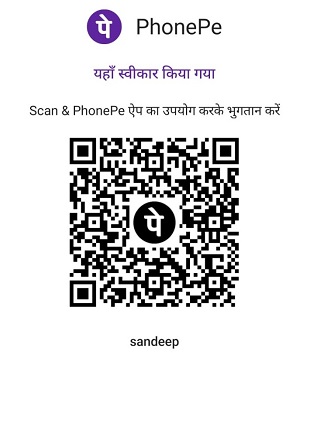 पे PhonePe
यहाँ स्वीकार किया गया
Scan & PhonePe ऐप का उपयोग करके भुगतान करें
पे
sandeep